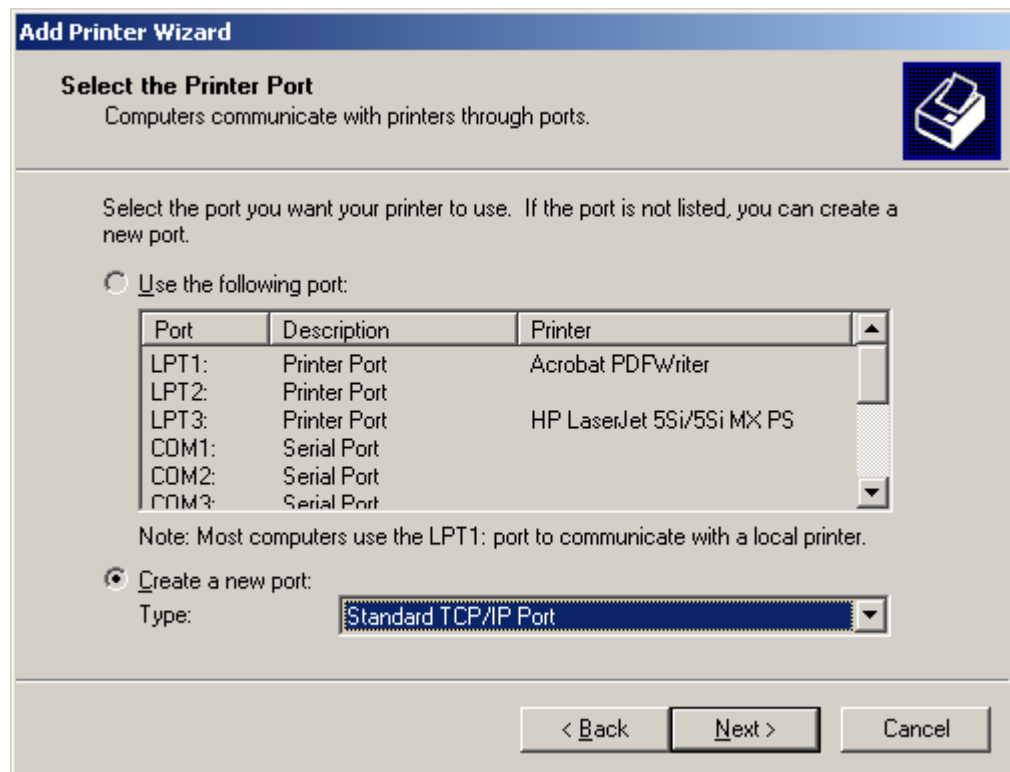 Add Printer Wizard
Select the Printer Port
Computers communicate with printers through ports.
Select the port you want your printer to use.  If the port is not listed, you can create a
new port.
Use the following port:
Port Description Printer
LPT1: Printer Port Acrobat PDFWriter
LPT2: Printer Port
LPT3: Printer Port HP LaserJet 5Si/5Si MX PS
COM1: Serial Port
COM2: Serial Port
COM3: Serial Port
Note: Most computers use the LPT1: port to communicate with a local printer.
Create a new port:
Type: Standard TCP/IP Port
< Back Next > Cancel